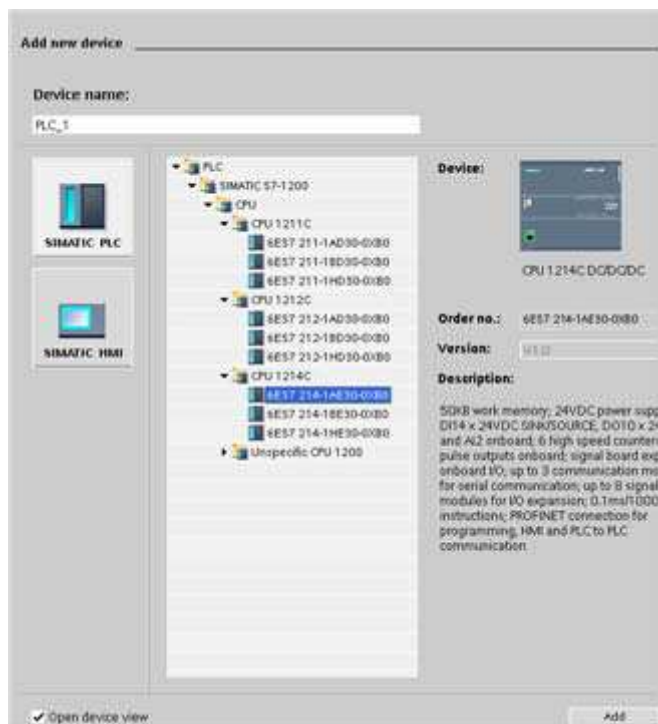 Add new device
Device name:
PLC_1
SIMATIC PLC
SIMATIC HMI
PLC
SIMATIC S7-1200
CPU
CPU 1211C
6ES7 211-1AD30-0XB0
6ES7 211-1BD30-0XB0
6ES7 211-1HD30-0XB0
CPU 1212C
6ES7 212-1AD30-0XB0
6ES7 212-1BD30-0XB0
6ES7 212-1HD30-0XB0
CPU 1214C
6ES7 214-1AE30-0XB0
6ES7 214-1BE30-0XB0
6ES7 214-1HE30-0XB0
Unspecific CPU 1200
Device:
CPU 1214C DC/DC/DC
Order no.: 6ES7 214-1AE30-0XB0
Version:
Description:
50KB work memory; 24VDC power supp
DI14 x 24VDC SINK/SOURCE, DO10 x 24
and AI2 onboard; 6 high speed counter
pulse outputs onboard; signal board exp
onboard I/O; up to 3 communication mo
for serial communication; up to 8 signal
modules for I/O expansion; 0.1ms/1000
instructions; PROFINET connection for
programming, HMI and PLC to PLC
communication
Open device view
Add